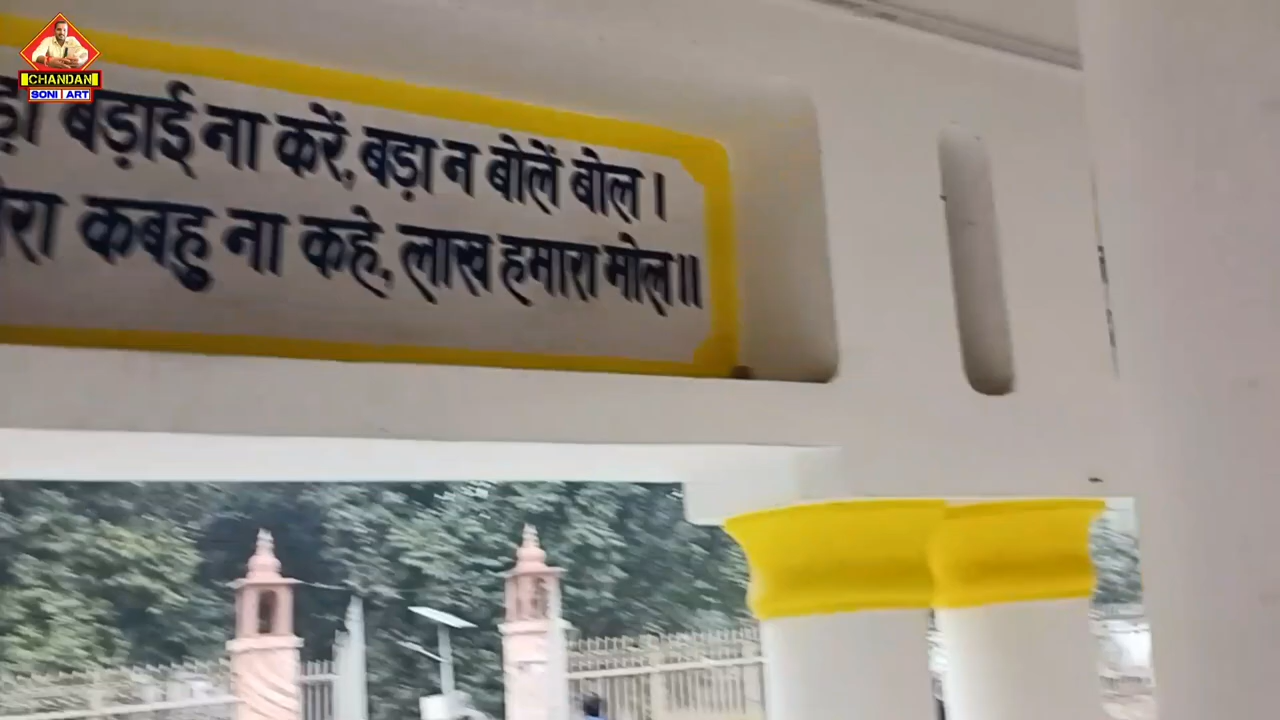 CHANDAN
SONI ART
बड़ाई ना करें, बड़ा न बोलें बोल।
कबहु ना कहे, लाख हमारा मोल॥